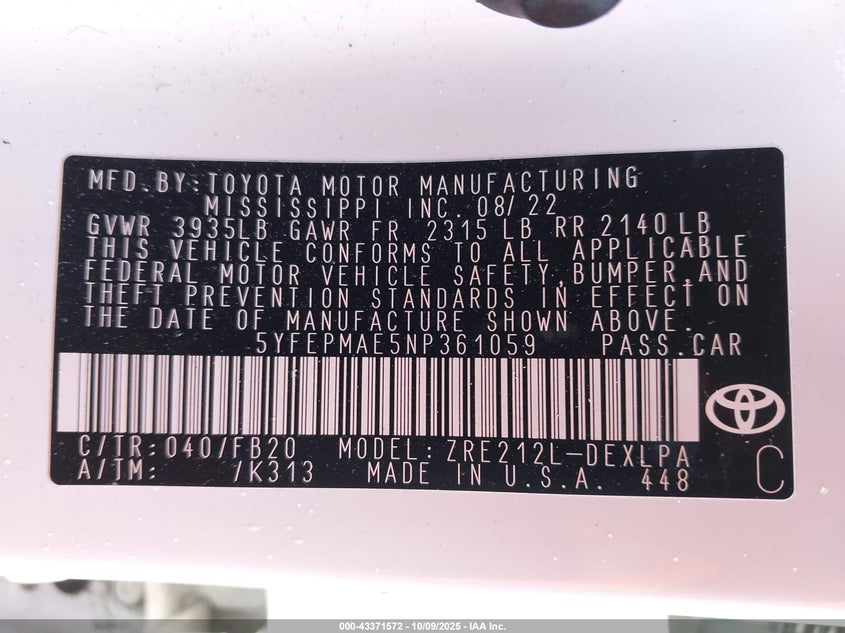 MFD.BY:TOYOTA MOTOR MANUFACTURING
MISSISSIPPI INC. 08/22
GVWR 3935LB GAWR FR 2315 LB RR 2140 LB
THIS VEHICLE CONFORMS TO ALL APPLICABLE
FEDERAL MOTOR VEHICLE SAFETY,BUMPER,AND
THEFT PREVENTION STANDARDS IN EFFECT ON
THE DATE OF MANUFACTURE SHOWN ABOVE.
5YFEPMAE5NP361059 PASS.CAR
C/TR:040/FB20 MODEL:ZRE212L-DEXLPA
A/TM: /K313 MADE IN U.S.A. 448 C
000-43371572 - 10/09/2025 - IAA Inc.